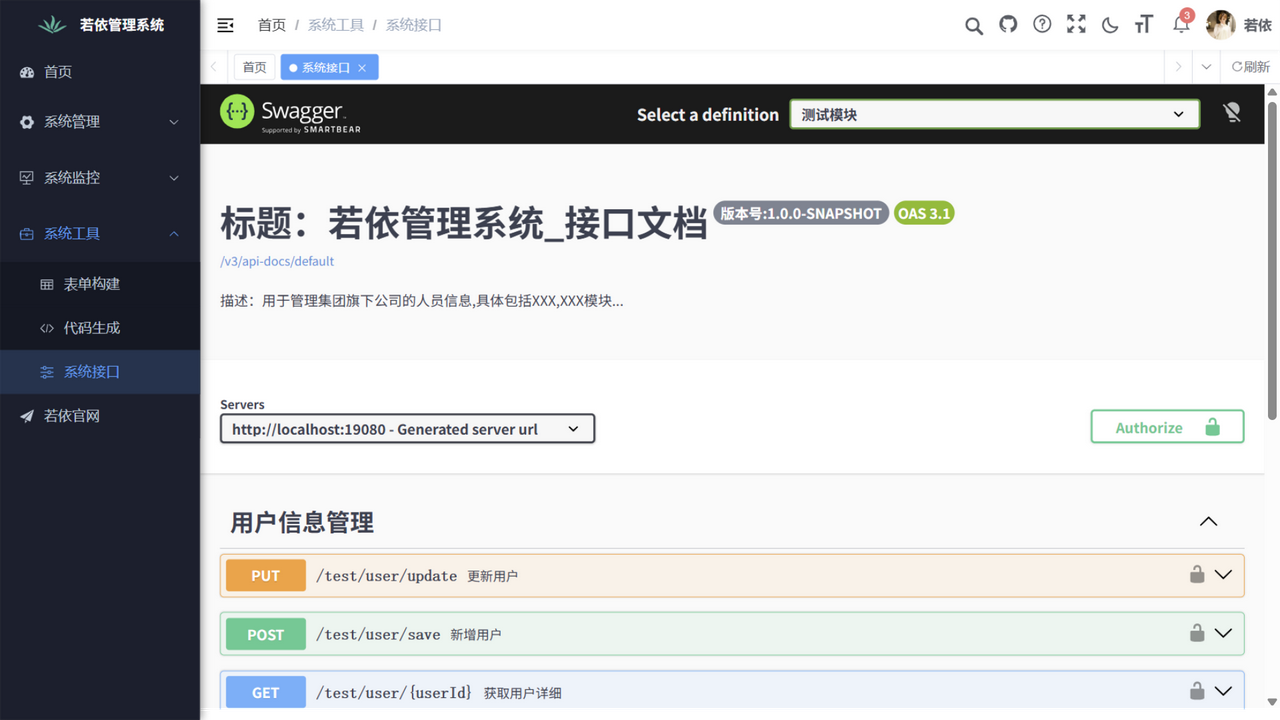 若依管理系统
首页 / 系统工具 / 系统接口
3
若依
首页
系统管理
系统监控
系统工具
表单构建
代码生成
系统接口
若依官网
首页
系统接口
刷新
Swagger
Supported by SMARTBEAR
Select a definition
测试模块
标题：若依管理系统_接口文档
版本号:1.0.0-SNAPSHOT
OAS 3.1
/v3/api-docs/default
描述：用于管理集团旗下公司的人员信息,具体包括XXX,XXX模块...
Servers
http://localhost:19080 - Generated server url
Authorize
用户信息管理
PUT /test/user/update 更新用户
POST /test/user/save 新增用户
GET /test/user/{userId} 获取用户详细